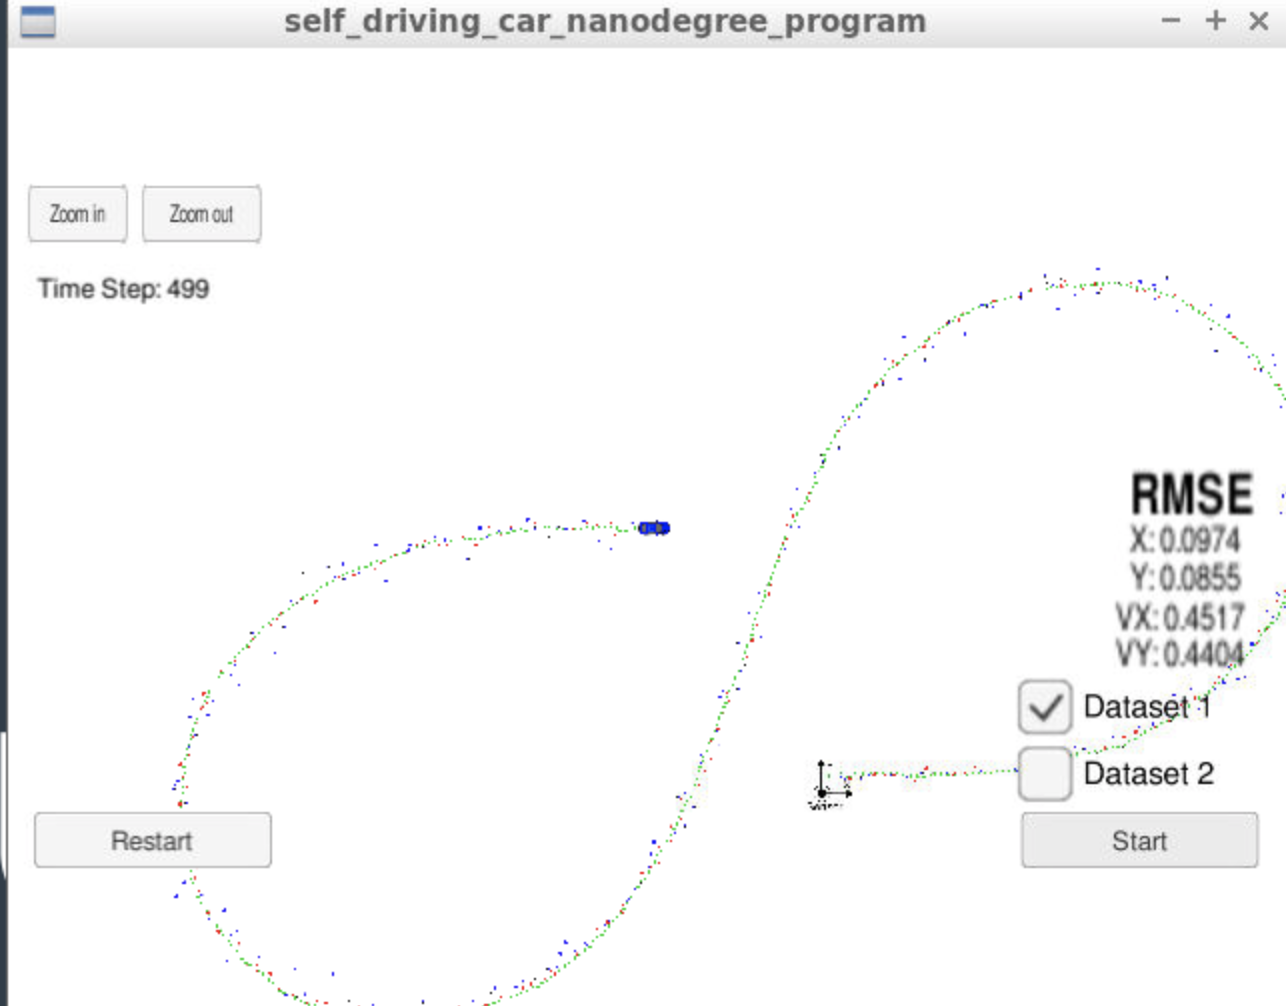 self_driving_car_nanodegree_program
Zoom in
Zoom out
Time Step: 499
RMSE
X: 0.0974
Y: 0.0855
VX: 0.4517
VY: 0.4404
Dataset 1
Dataset 2
Restart
Start